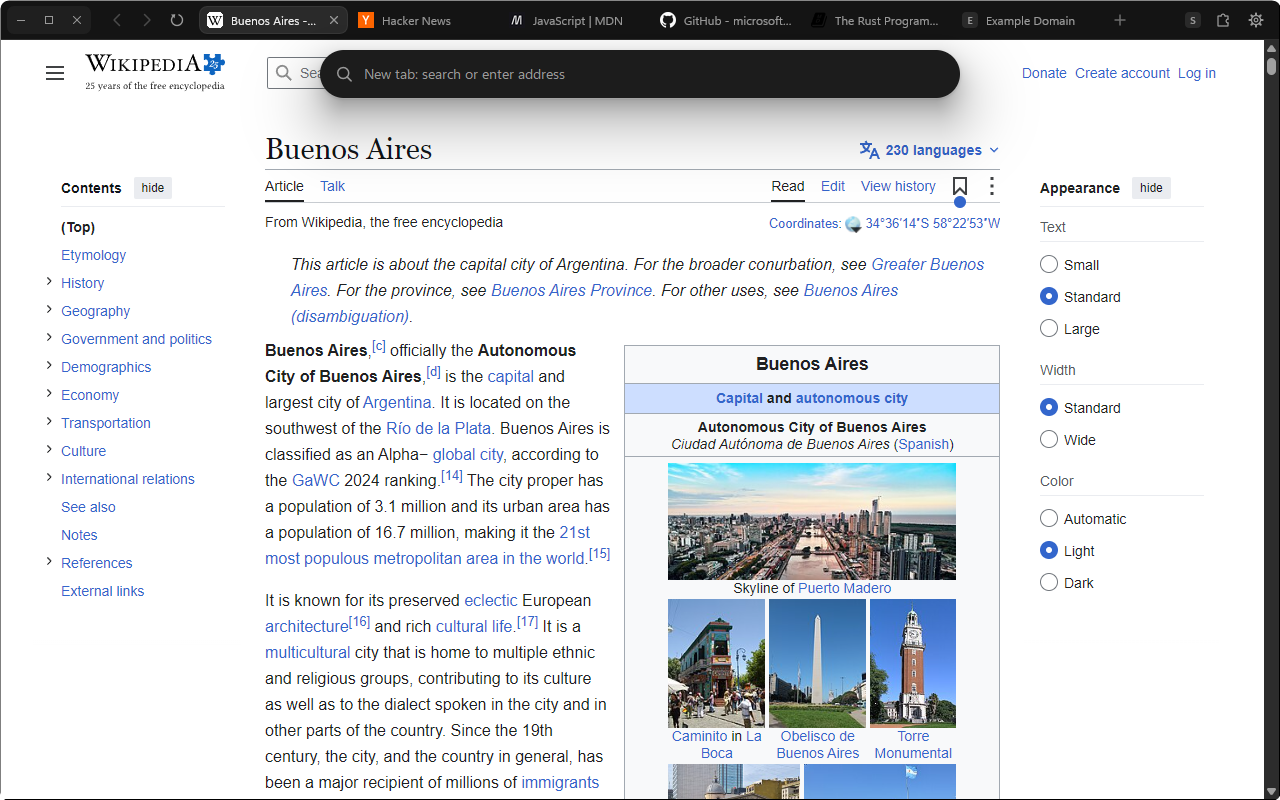 Buenos Aires -...
Hacker News
JavaScript | MDN
GitHub - microsoft...
The Rust Program...
E
Example Domain
S
New tab: search or enter address
WIKIPEDIA
25
25 years of the free encyclopedia
Sea
Donate
Create account
Log in
Buenos Aires
230 languages
Article
Talk
Read
Edit
View history
From Wikipedia, the free encyclopedia
Coordinates: 34°36′14″S 58°22′53″W
Contents
hide
(Top)
Etymology
History
Geography
Government and politics
Demographics
Economy
Transportation
Culture
International relations
See also
Notes
References
External links
This article is about the capital city of Argentina. For the broader conurbation, see Greater Buenos
Aires. For the province, see Buenos Aires Province. For other uses, see Buenos Aires
(disambiguation).
Buenos Aires,[c] officially the Autonomous
City of Buenos Aires,[d] is the capital and
largest city of Argentina. It is located on the
southwest of the Río de la Plata. Buenos Aires is
classified as an Alpha− global city, according to
the GaWC 2024 ranking.[14] The city proper has
a population of 3.1 million and its urban area has
a population of 16.7 million, making it the 21st
most populous metropolitan area in the world.[15]
It is known for its preserved eclectic European
architecture[16] and rich cultural life.[17] It is a
multicultural city that is home to multiple ethnic
and religious groups, contributing to its culture
as well as to the dialect spoken in the city and in
other parts of the country. Since the 19th
century, the city, and the country in general, has
been a major recipient of millions of immigrants
Buenos Aires
Capital and autonomous city
Autonomous City of Buenos Aires
Ciudad Autónoma de Buenos Aires (Spanish)
Skyline of Puerto Madero
Caminito in La
Boca
Obelisco de
Buenos Aires
Torre
Monumental
Appearance
hide
Text
Small
Standard
Large
Width
Standard
Wide
Color
Automatic
Light
Dark